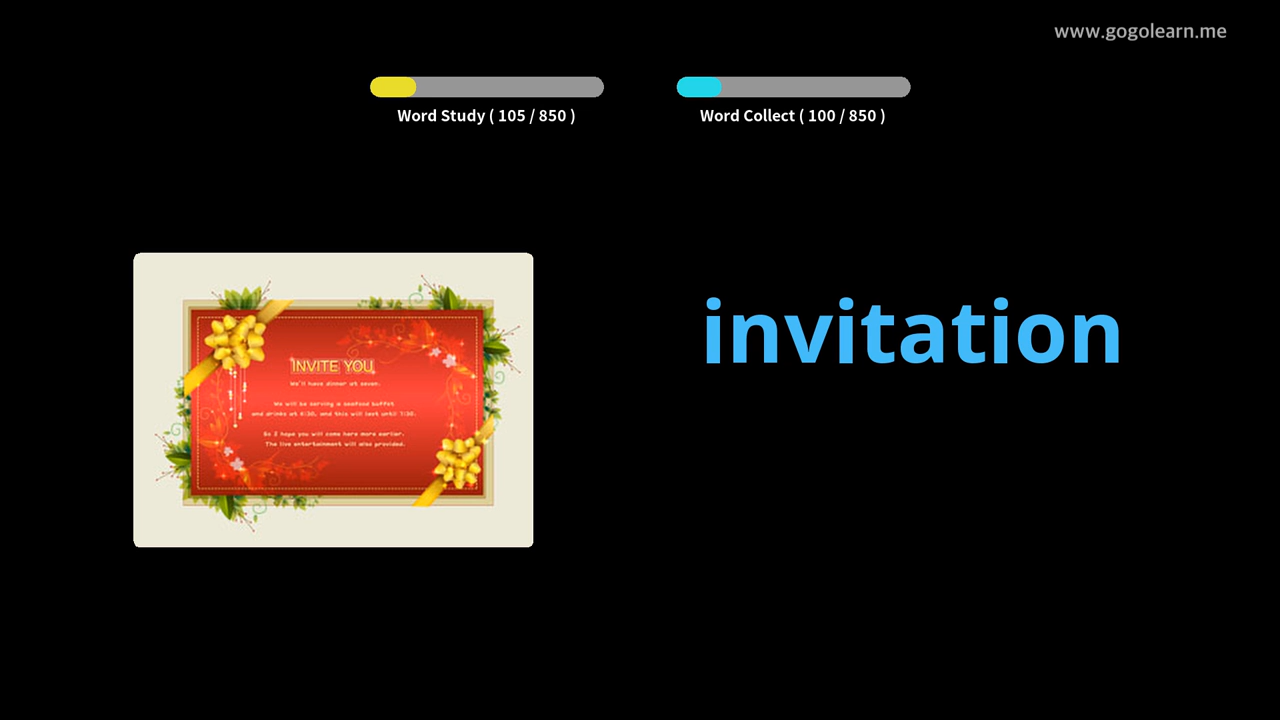 www.gogolearn.me
Word Study ( 105 / 850 )
Word Collect ( 100 / 850 )
invitation
INVITE YOU
We'll have dinner at seven.
We will be serving a seafood buffet
and drinks at 6:30, and this will last until 7:30.
So I hope you will come here more earlier.
The live entertainment will also be provided.